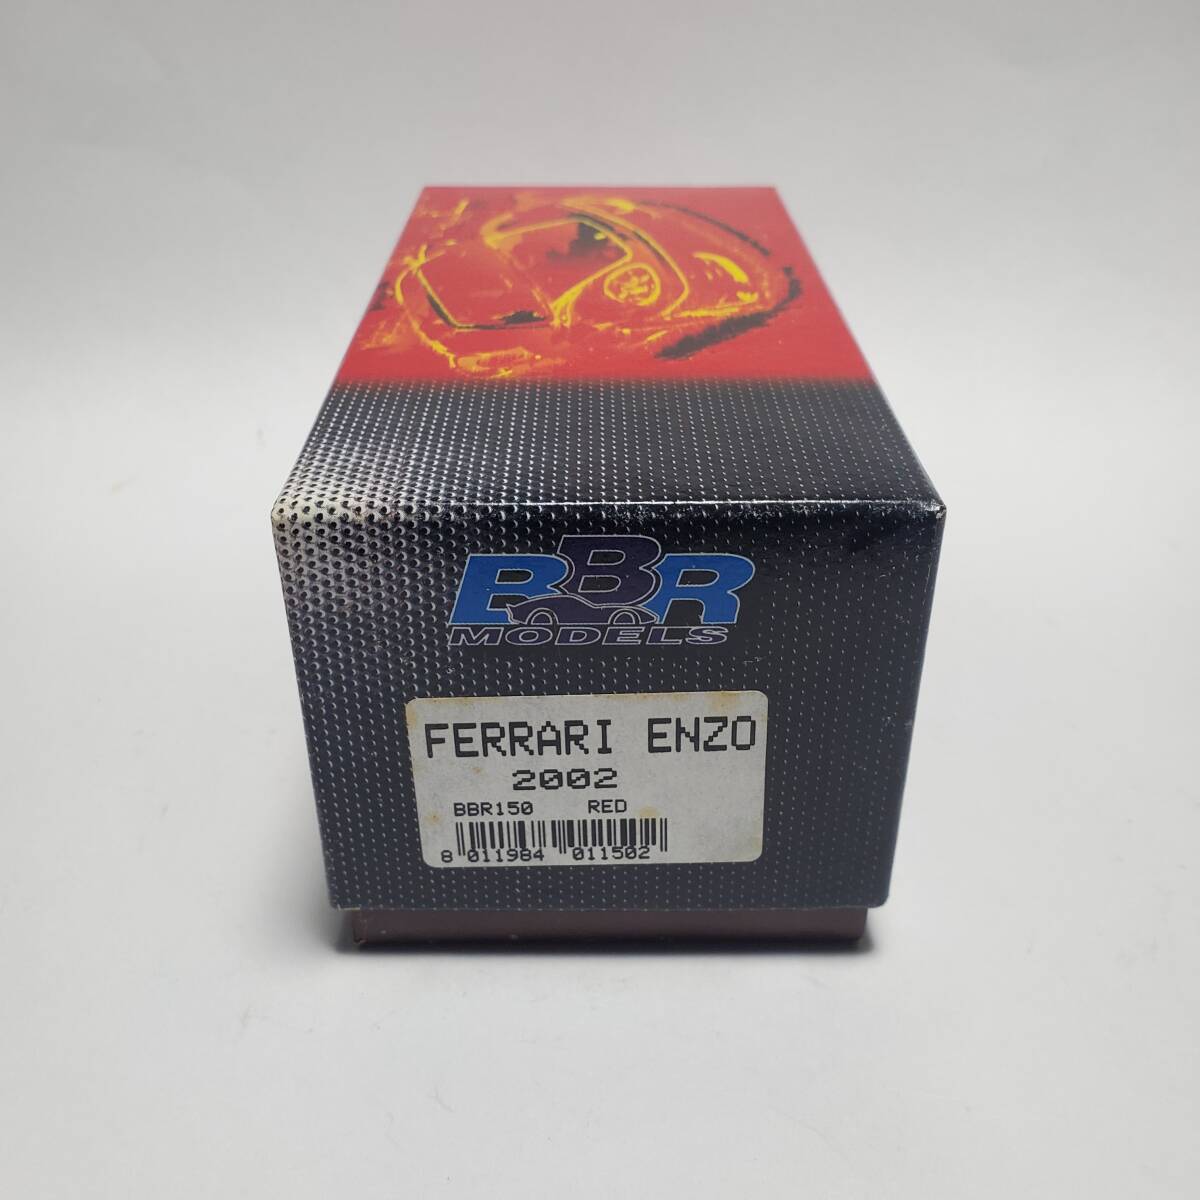 BBR
MODELS
FERRARI ENZO
2002
BBR150 RED
8 011984 011502